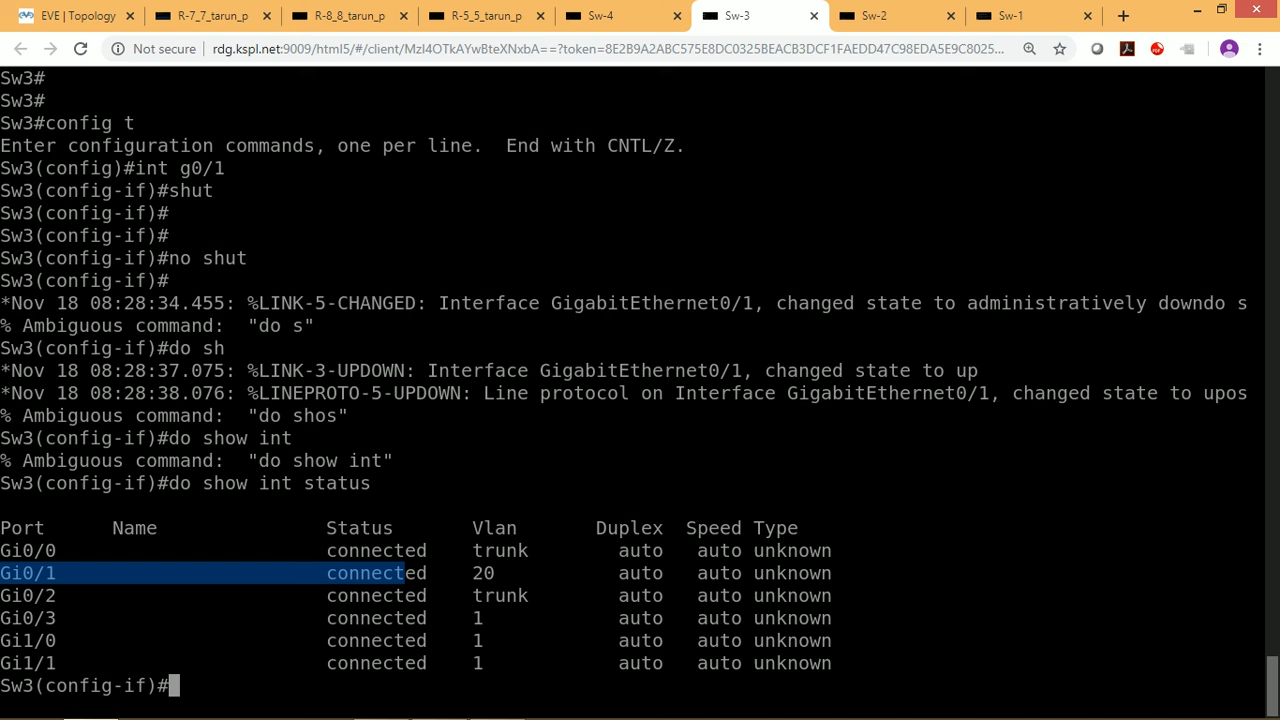 EVE | Topology
R-7_7_tarun_p
R-8_8_tarun_p
R-5_5_tarun_p
Sw-4
Sw-3
Sw-2
Sw-1
Not secure
rdg.kspl.net:9009/html5/#/client/MzI4OTkAYwBteXNxbA==?token=8E2B9A2ABC575E8DC0325BEACB3DCF1FAEDD47C98EDA5E9C8025...
Sw3#
Sw3#
Sw3#config t
Enter configuration commands, one per line.  End with CNTL/Z.
Sw3(config)#int g0/1
Sw3(config-if)#shut
Sw3(config-if)#
Sw3(config-if)#
Sw3(config-if)#no shut
Sw3(config-if)#
*Nov 18 08:28:34.455: %LINK-5-CHANGED: Interface GigabitEthernet0/1, changed state to administratively downdo s
% Ambiguous command:  "do s"
Sw3(config-if)#do sh
*Nov 18 08:28:37.075: %LINK-3-UPDOWN: Interface GigabitEthernet0/1, changed state to up
*Nov 18 08:28:38.076: %LINEPROTO-5-UPDOWN: Line protocol on Interface GigabitEthernet0/1, changed state to upos
% Ambiguous command:  "do shos"
Sw3(config-if)#do show int
% Ambiguous command:  "do show int"
Sw3(config-if)#do show int status
Port      Name               Status       Vlan       Duplex  Speed Type
Gi0/0                        connected    trunk        auto   auto unknown
Gi0/1                        connected    20           auto   auto unknown
Gi0/2                        connected    trunk        auto   auto unknown
Gi0/3                        connected    1            auto   auto unknown
Gi1/0                        connected    1            auto   auto unknown
Gi1/1                        connected    1            auto   auto unknown
Sw3(config-if)#